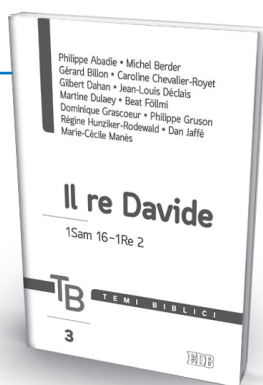 Philippe Abadie • Michel Berder
Gérard Billon • Caroline Chevalier-Royet
Gilbert Dahan • Jean-Louis Déclais
Martine Dulaey • Beat Föllmi
Dominique Grascoeur • Philippe Gruson
Régine Hunziker-Rodewald • Dan Jaffé
Marie-Cécile Manès
Il re Davide
1Sam 16-1Re 2
TB TEMI BIBLICI
3
EDB